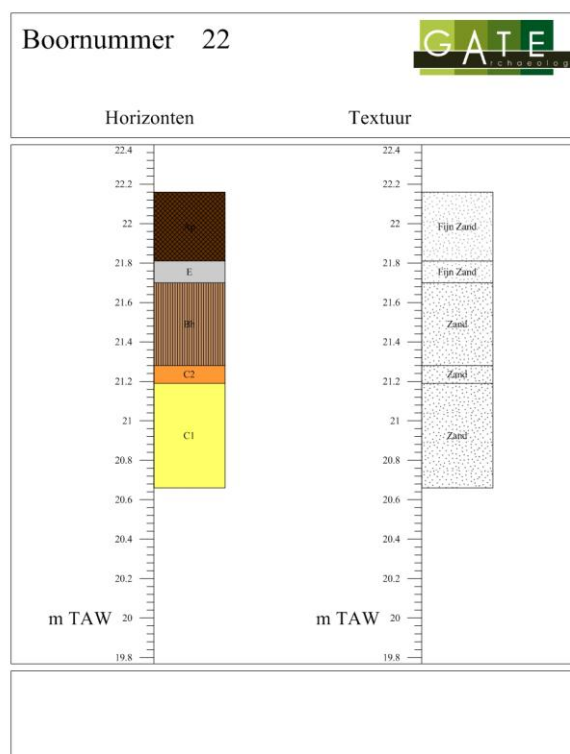 Boornummer 22
GATE
rchaeology
Horizonten Textuur
22.4 22.4
22.2 22.2
22 22
Ap Fijn Zand
21.8 21.8
E Fijn Zand
21.6 21.6
Bh Zand
21.4 21.4
C2 Zand
21.2 21.2
21 21
C1 Zand
20.8 20.8
20.6 20.6
20.4 20.4
20.2 20.2
m TAW 20 m TAW 20
19.8 19.8